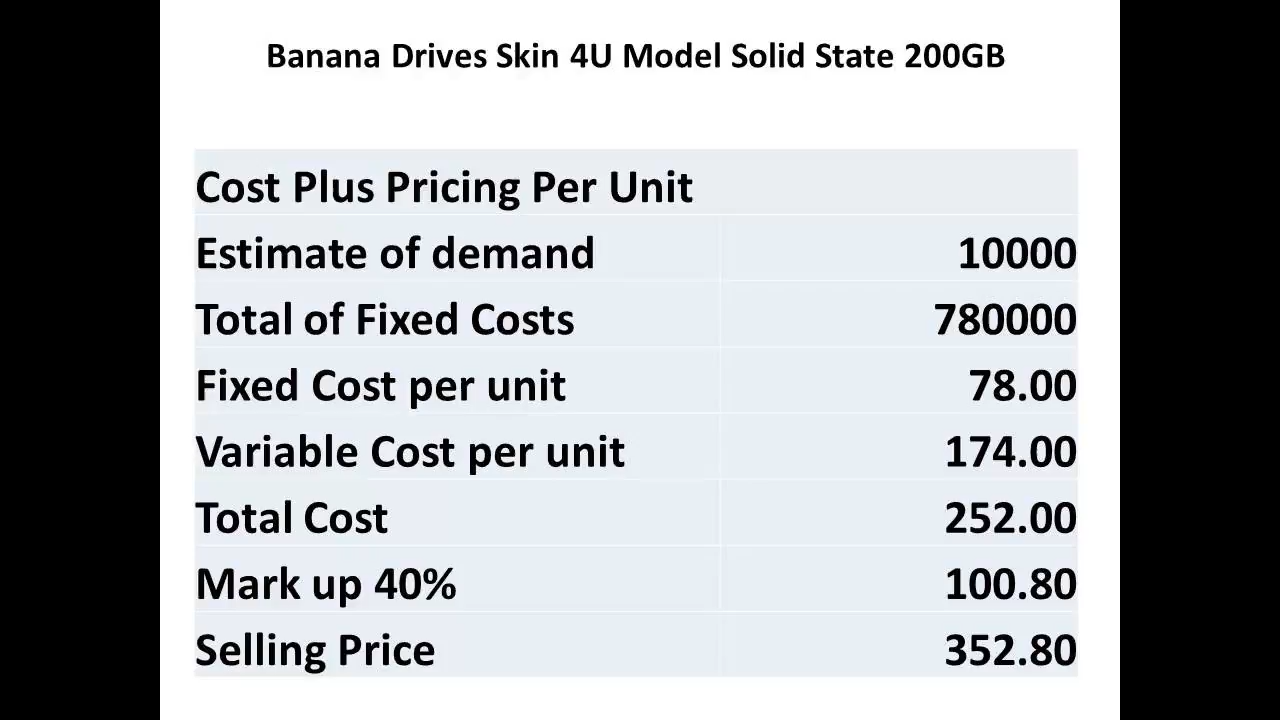 Banana Drives Skin 4U Model Solid State 200GB
Cost Plus Pricing Per Unit
Estimate of demand 10000
Total of Fixed Costs 780000
Fixed Cost per unit 78.00
Variable Cost per unit 174.00
Total Cost 252.00
Mark up 40% 100.80
Selling Price 352.80